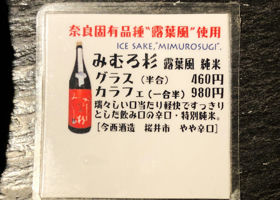 奈良固有品種"露葉風"使用
ICE SAKE,"MIMUROSUGI".
みむろ杉 露葉風 純米
グラス(半合) 460円
カラフェ(一合半) 980円
瑞々しい口当たり軽快ですっきり
とした飲み口の辛口・特別純米。
[今西酒造 桜井市 やや辛口]